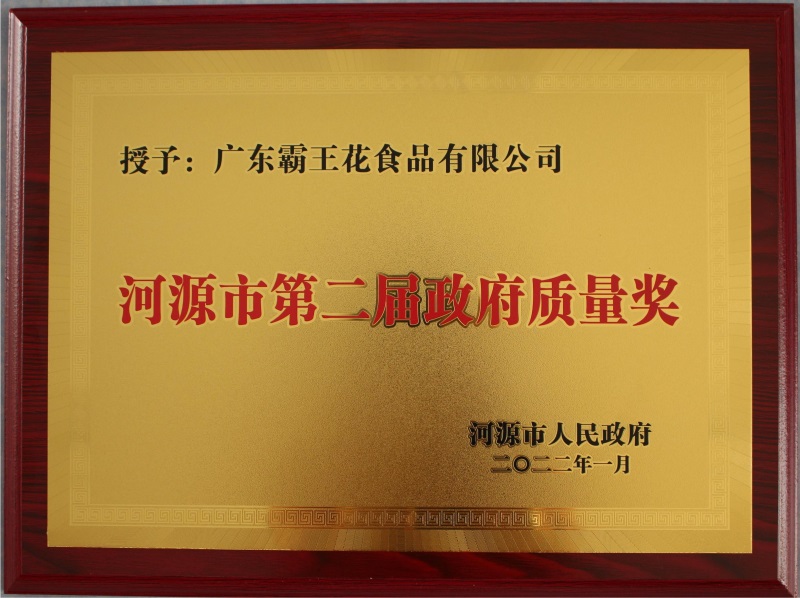 授予：广东霸王花食品有限公司
河源市第二届政府质量奖
河源市人民政府
二〇二二年一月